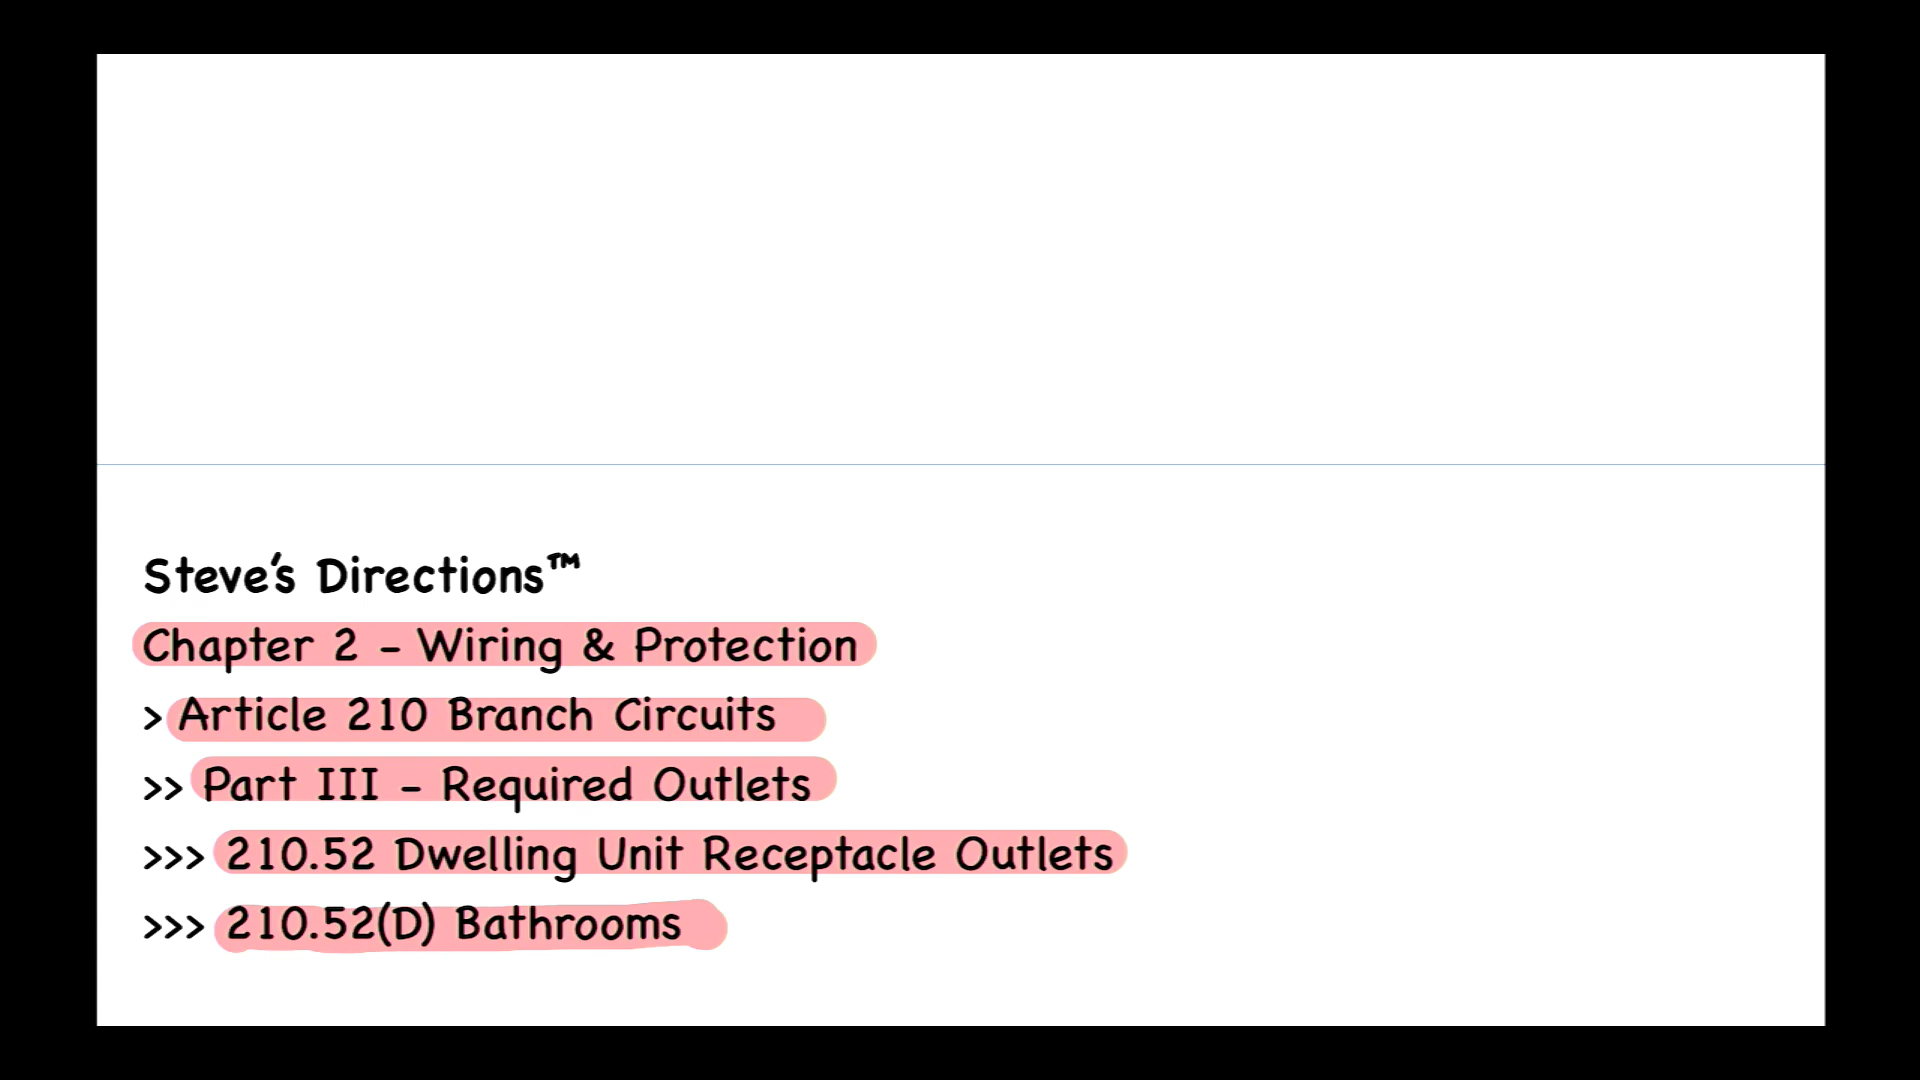 Steve's Directions™
Chapter 2 - Wiring & Protection
> Article 210 Branch Circuits
>> Part III - Required Outlets
>>> 210.52 Dwelling Unit Receptacle Outlets
>>> 210.52(D) Bathrooms